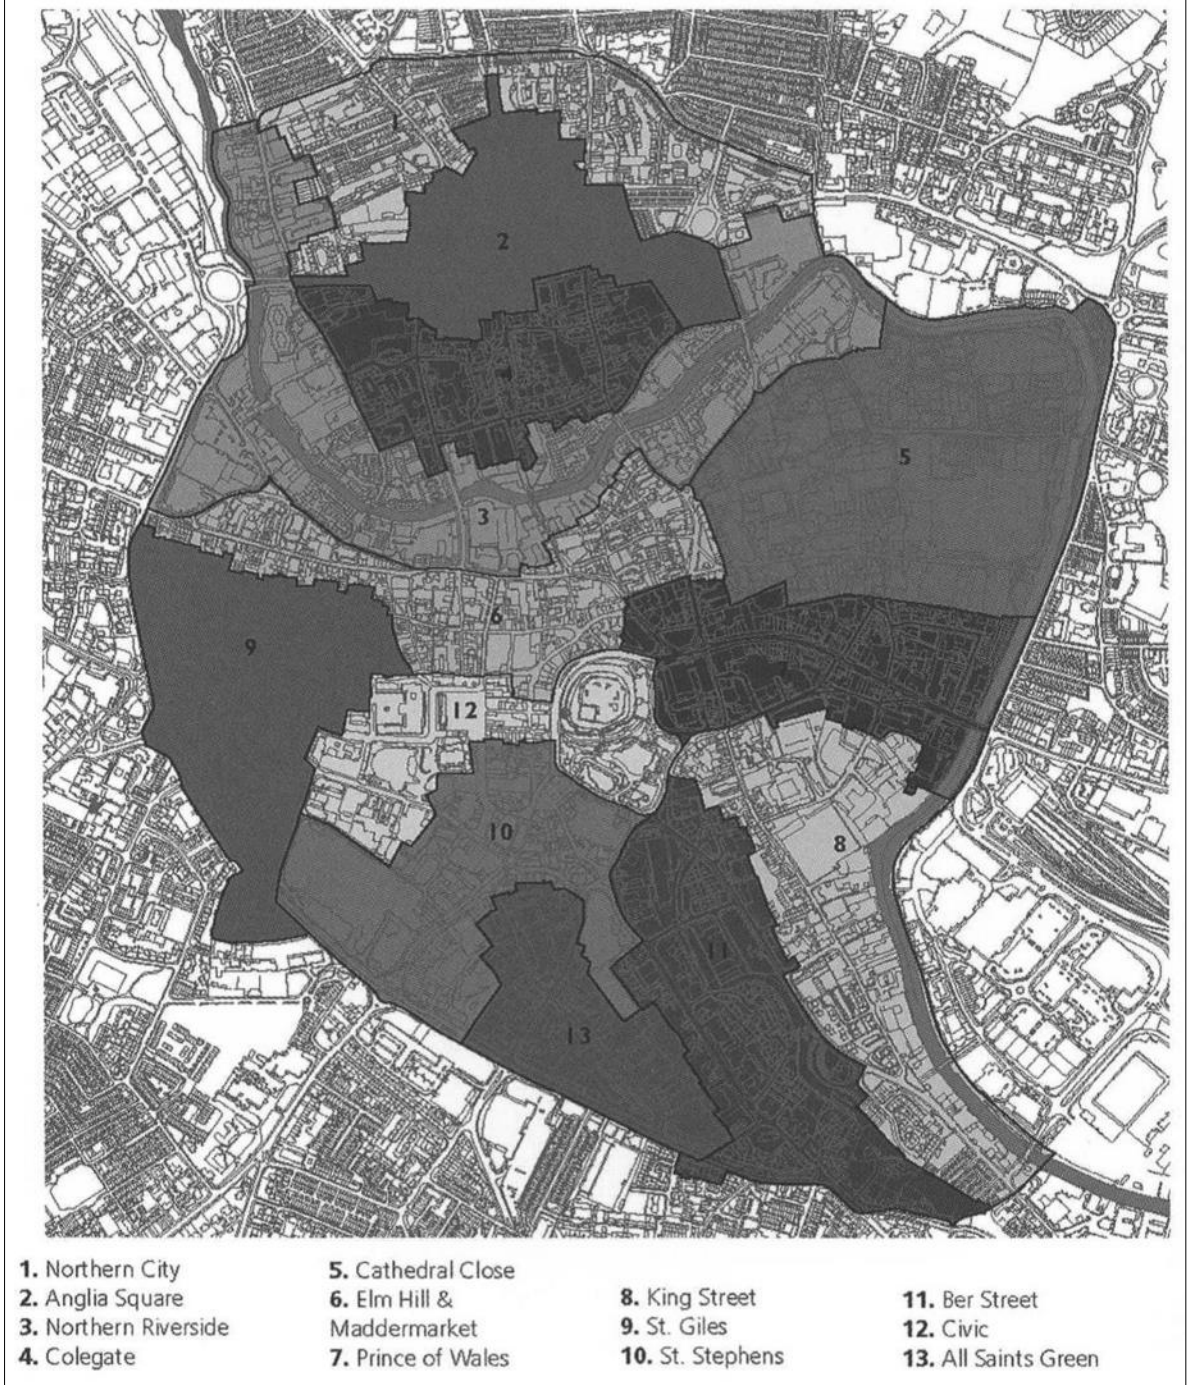 1
2
4
5
3
6
9
12
10
8
11
13
1. Northern City
2. Anglia Square
3. Northern Riverside
4. Colegate
5. Cathedral Close
6. Elm Hill &
Maddermarket
7. Prince of Wales
8. King Street
9. St. Giles
10. St. Stephens
11. Ber Street
12. Civic
13. All Saints Green